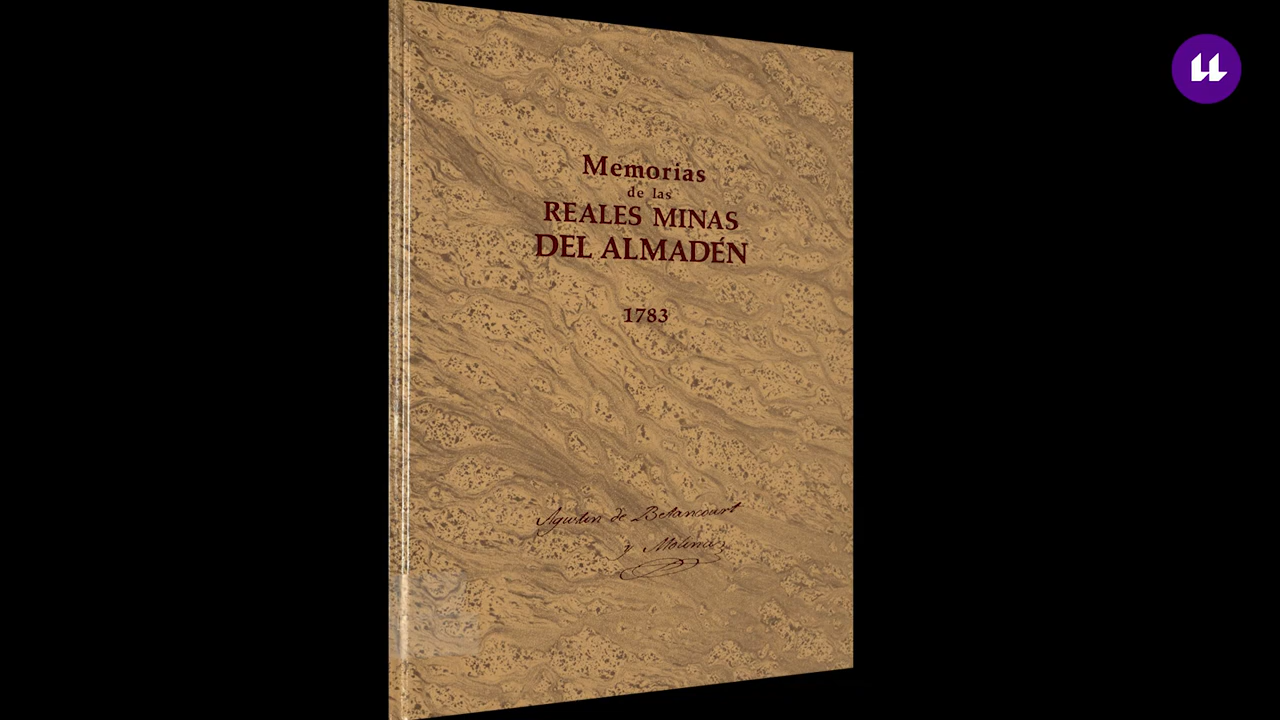 Memorias
de las
REALES MINAS
DEL ALMADÉN
1783
Agustin de Betancourt
y Molina